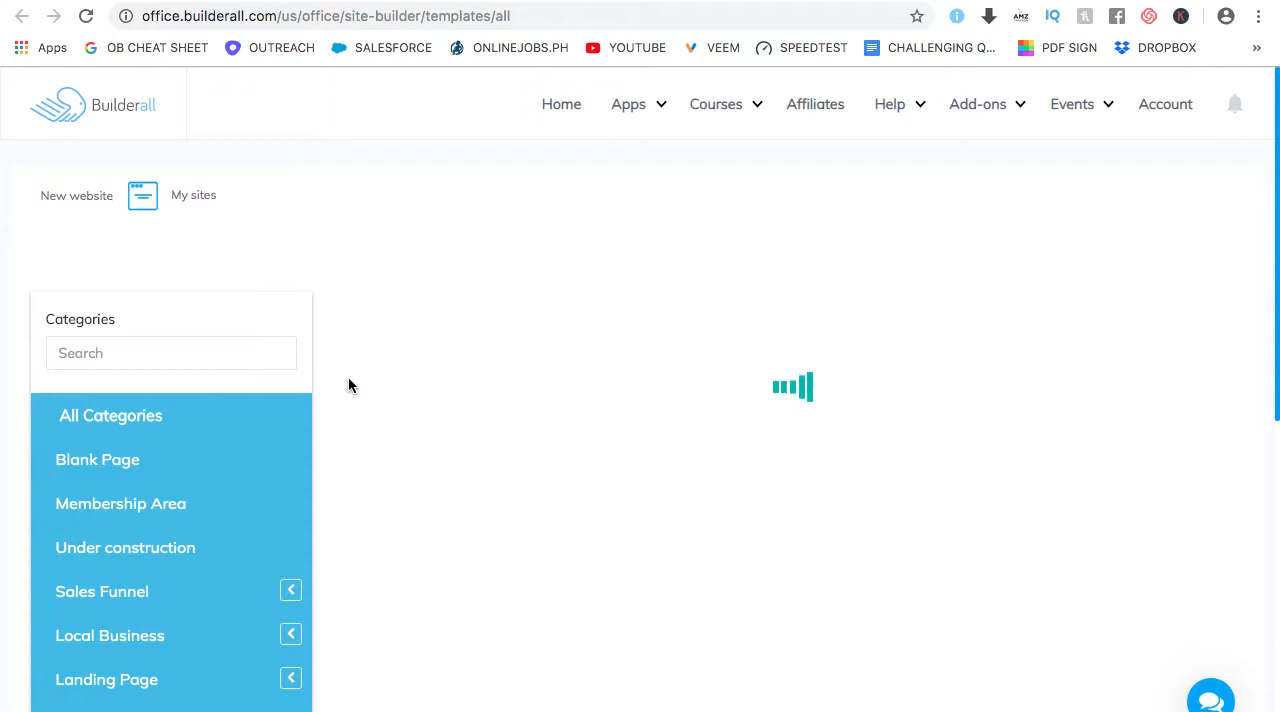 office.builderall.com/us/office/site-builder/templates/all
Apps OB CHEAT SHEET OUTREACH SALESFORCE ONLINEJOBS.PH YOUTUBE VEEM SPEEDTEST CHALLENGING Q... PDF SIGN DROPBOX »
Builderall Home Apps Courses Affiliates Help Add-ons Events Account
New website My sites
Categories
Search
All Categories
Blank Page
Membership Area
Under construction
Sales Funnel
Local Business
Landing Page